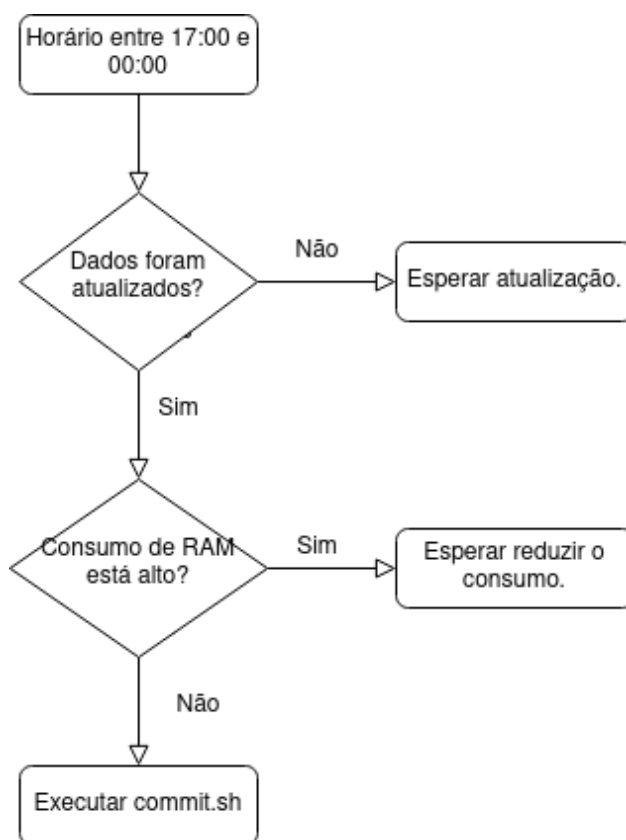 Horário entre 17:00 e
00:00
Dados foram
atualizados?
Não
Esperar atualização.
Sim
Consumo de RAM
está alto?
Sim
Esperar reduzir o
consumo.
Não
Executar commit.sh